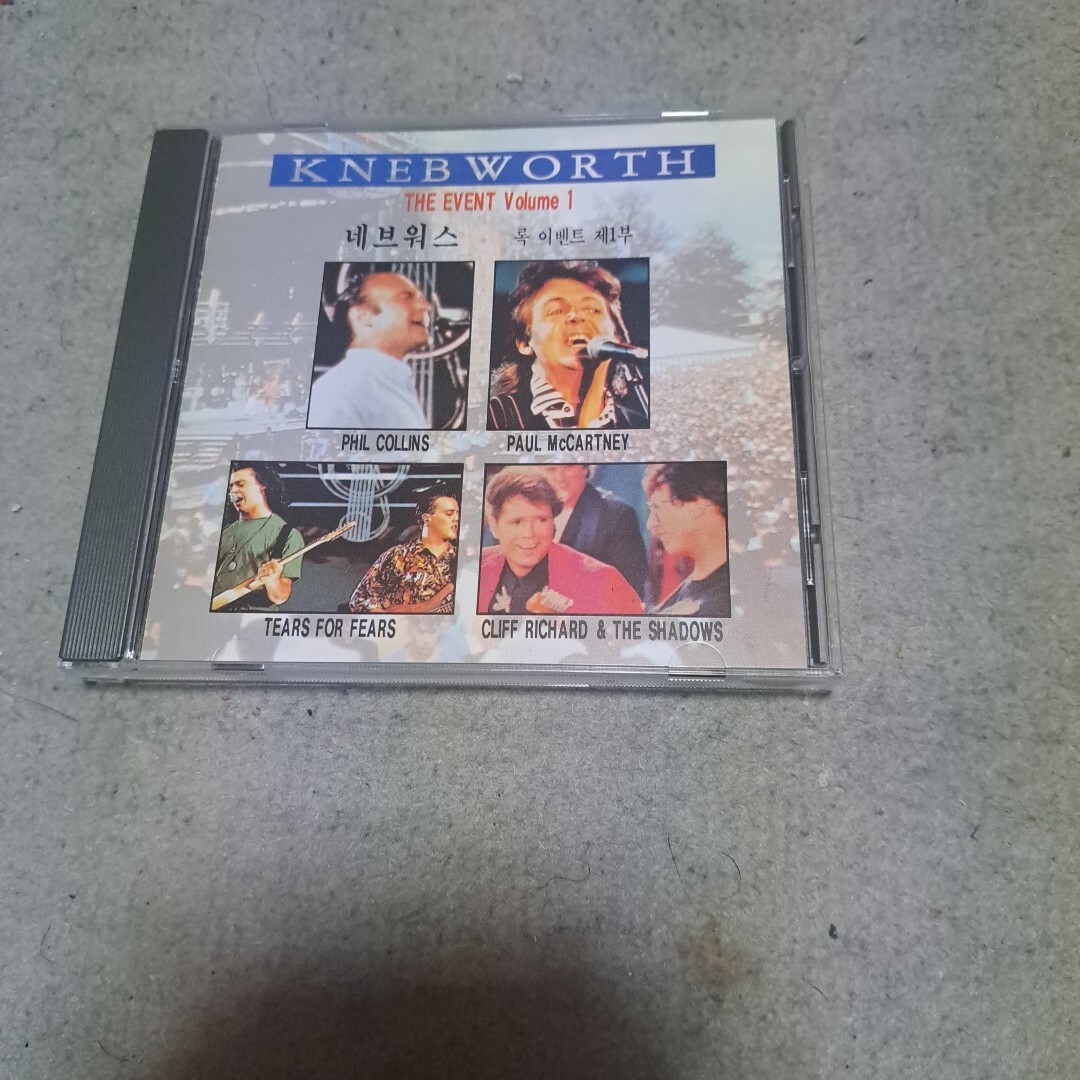 KNEBWORTH
THE EVENT Volume 1
네브워스 록 이벤트 제1부
PHIL COLLINS PAUL McCARTNEY
TEARS FOR FEARS CLIFF RICHARD & THE SHADOWS